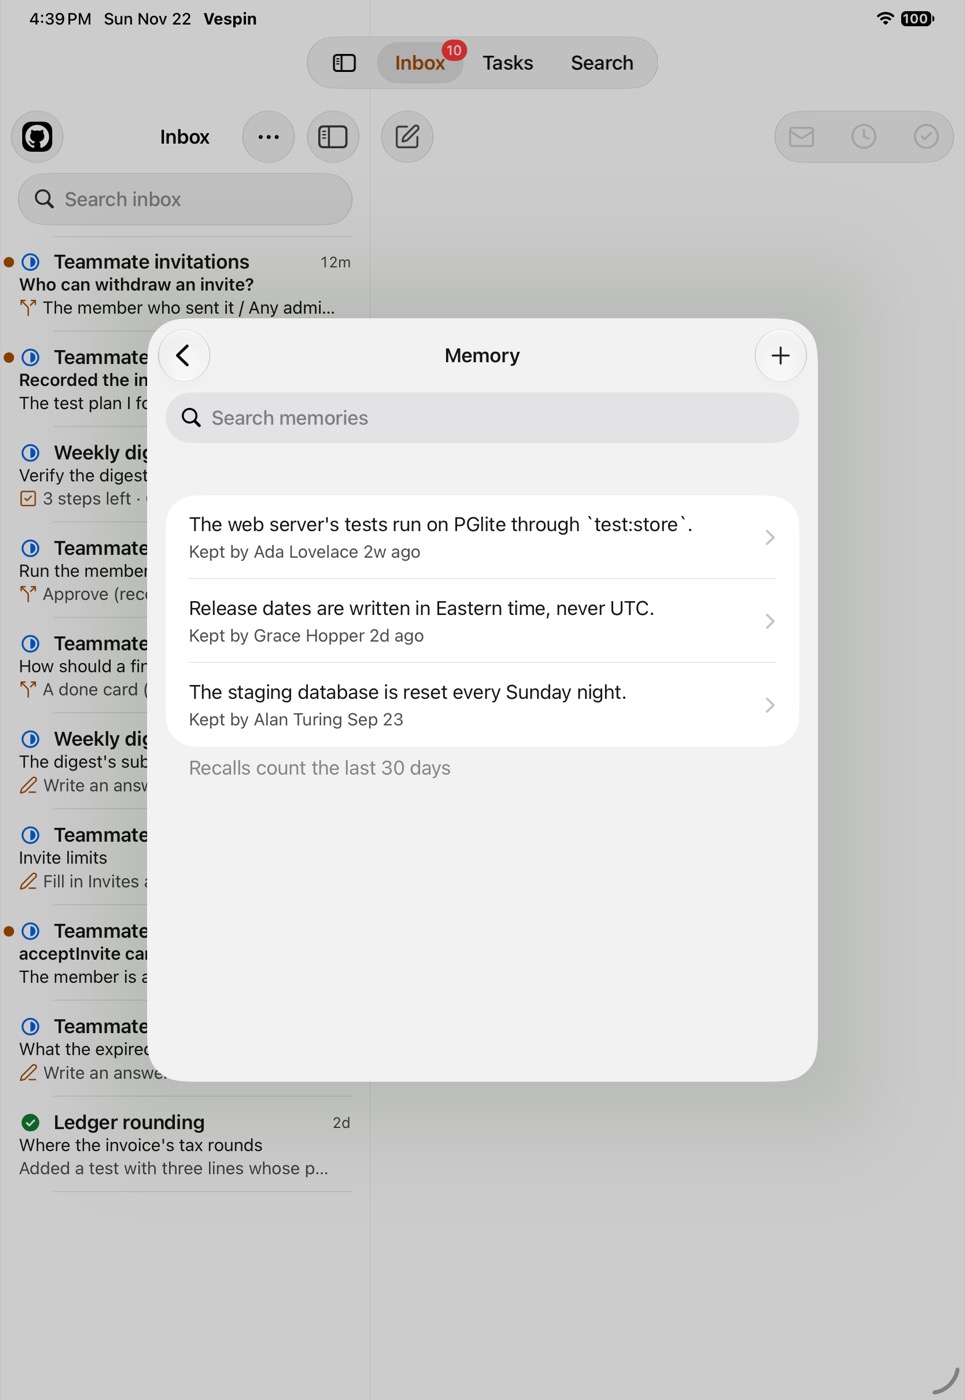 4:39 PM Sun Nov 22 Vespin
100
Inbox 10 Tasks Search
Inbox
Search inbox
Teammate invitations 12m
Who can withdraw an invite?
The member who sent it / Any admi...
Teammate
Recorded the in
The test plan I fo
Weekly dig
Verify the digest
3 steps left ·
Teammate
Run the member
Approve (rec
Teammate
How should a fin
A done card (
Weekly dig
The digest's sub
Write an answ
Teammate
Invite limits
Fill in Invites
Teammate
acceptInvite ca
The member is a
Teammate
What the expired
Write an answe
Ledger rounding 2d
Where the invoice's tax rounds
Added a test with three lines whose p...
Memory
Search memories
The web server's tests run on PGlite through `test:store`.
Kept by Ada Lovelace 2w ago
Release dates are written in Eastern time, never UTC.
Kept by Grace Hopper 2d ago
The staging database is reset every Sunday night.
Kept by Alan Turing Sep 23
Recalls count the last 30 days